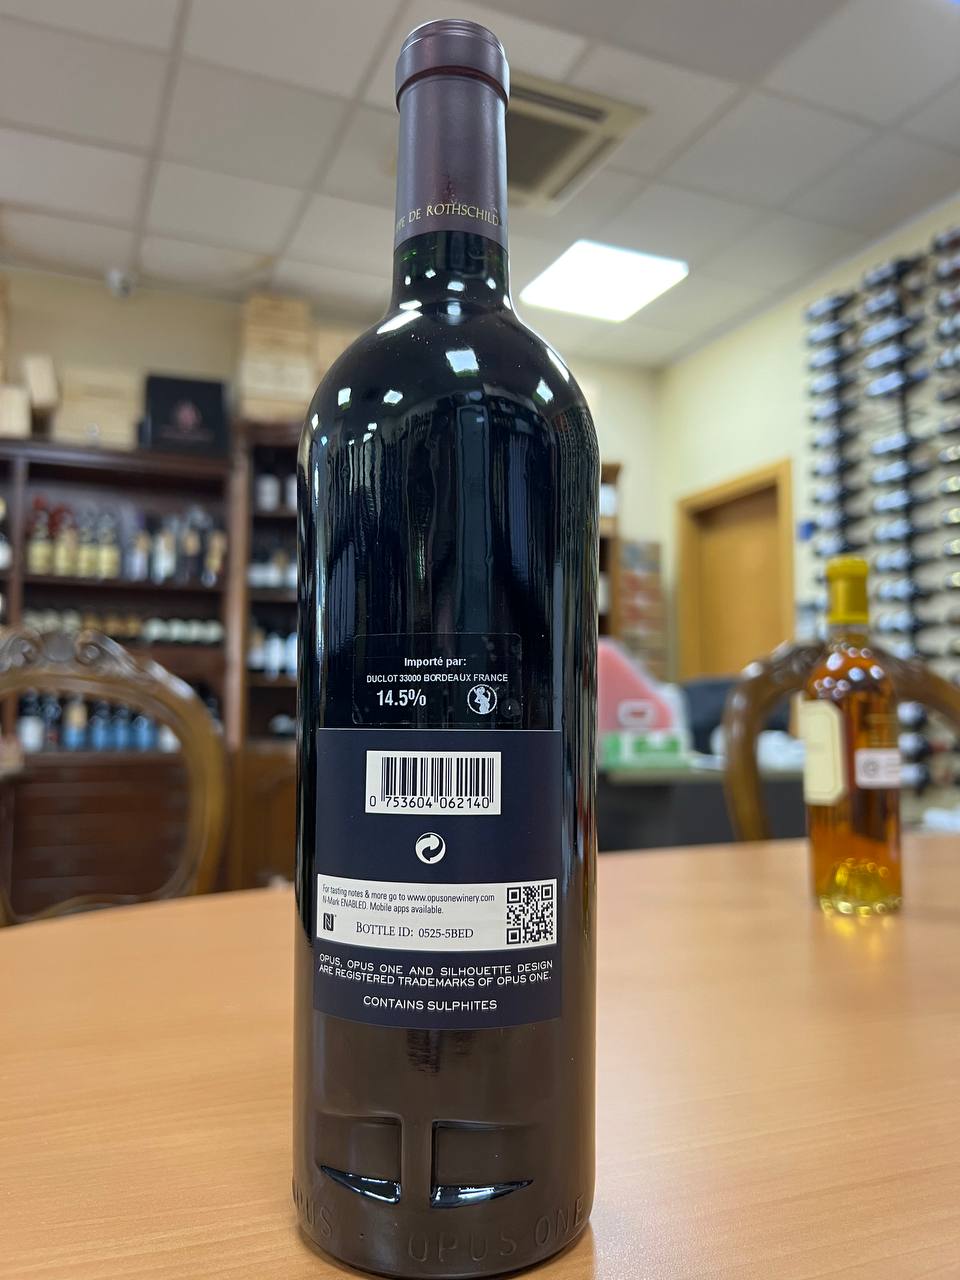 DE ROTHSCHILD
Importé par:
DUCLOT 33000 BORDEAUX FRANCE
14.5%
0 753604 062140
For tasting notes & more go to www.opusonewinery.com
N-Mark ENABLED. Mobile apps available.
N
BOTTLE ID: 0525-5BED
OPUS, OPUS ONE AND SILHOUETTE DESIGN
ARE REGISTERED TRADEMARKS OF OPUS ONE.
CONTAINS SULPHITES
OPUS ONE